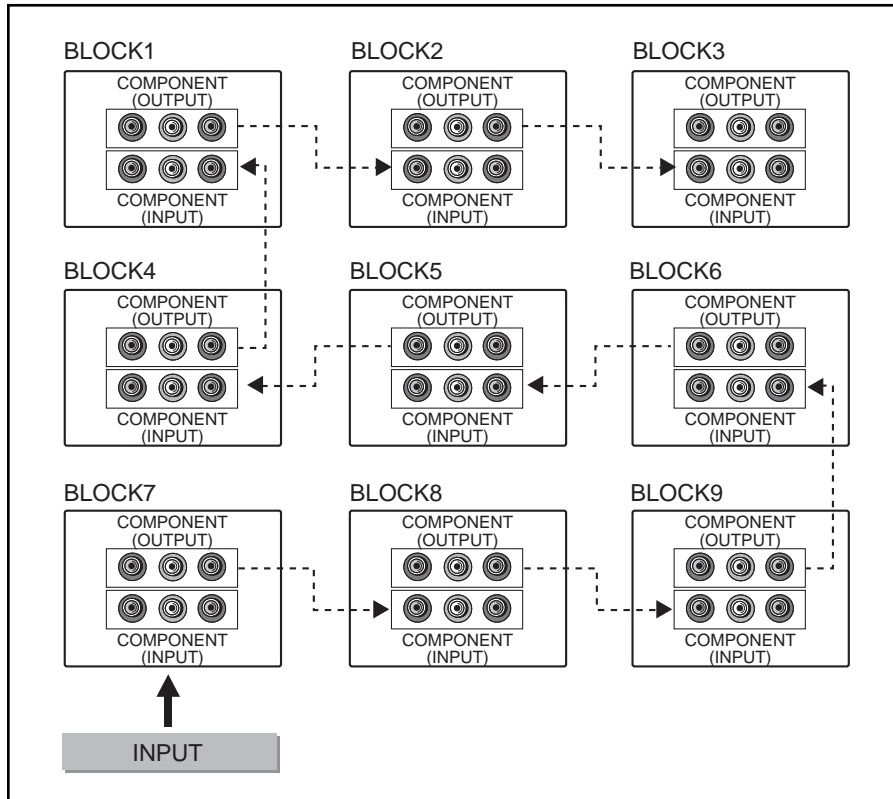 BLOCK1
COMPONENT
(OUTPUT)
COMPONENT
(INPUT)
BLOCK2
COMPONENT
(OUTPUT)
COMPONENT
(INPUT)
BLOCK3
COMPONENT
(OUTPUT)
COMPONENT
(INPUT)
BLOCK4
COMPONENT
(OUTPUT)
COMPONENT
(INPUT)
BLOCK5
COMPONENT
(OUTPUT)
COMPONENT
(INPUT)
BLOCK6
COMPONENT
(OUTPUT)
COMPONENT
(INPUT)
BLOCK7
COMPONENT
(OUTPUT)
COMPONENT
(INPUT)
BLOCK8
COMPONENT
(OUTPUT)
COMPONENT
(INPUT)
BLOCK9
COMPONENT
(OUTPUT)
COMPONENT
(INPUT)
INPUT